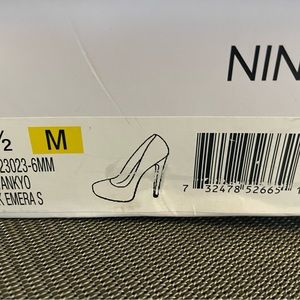 NIN
½ M
23023-6MM
ANKYO
K EMERA S
7 32478 52665 1